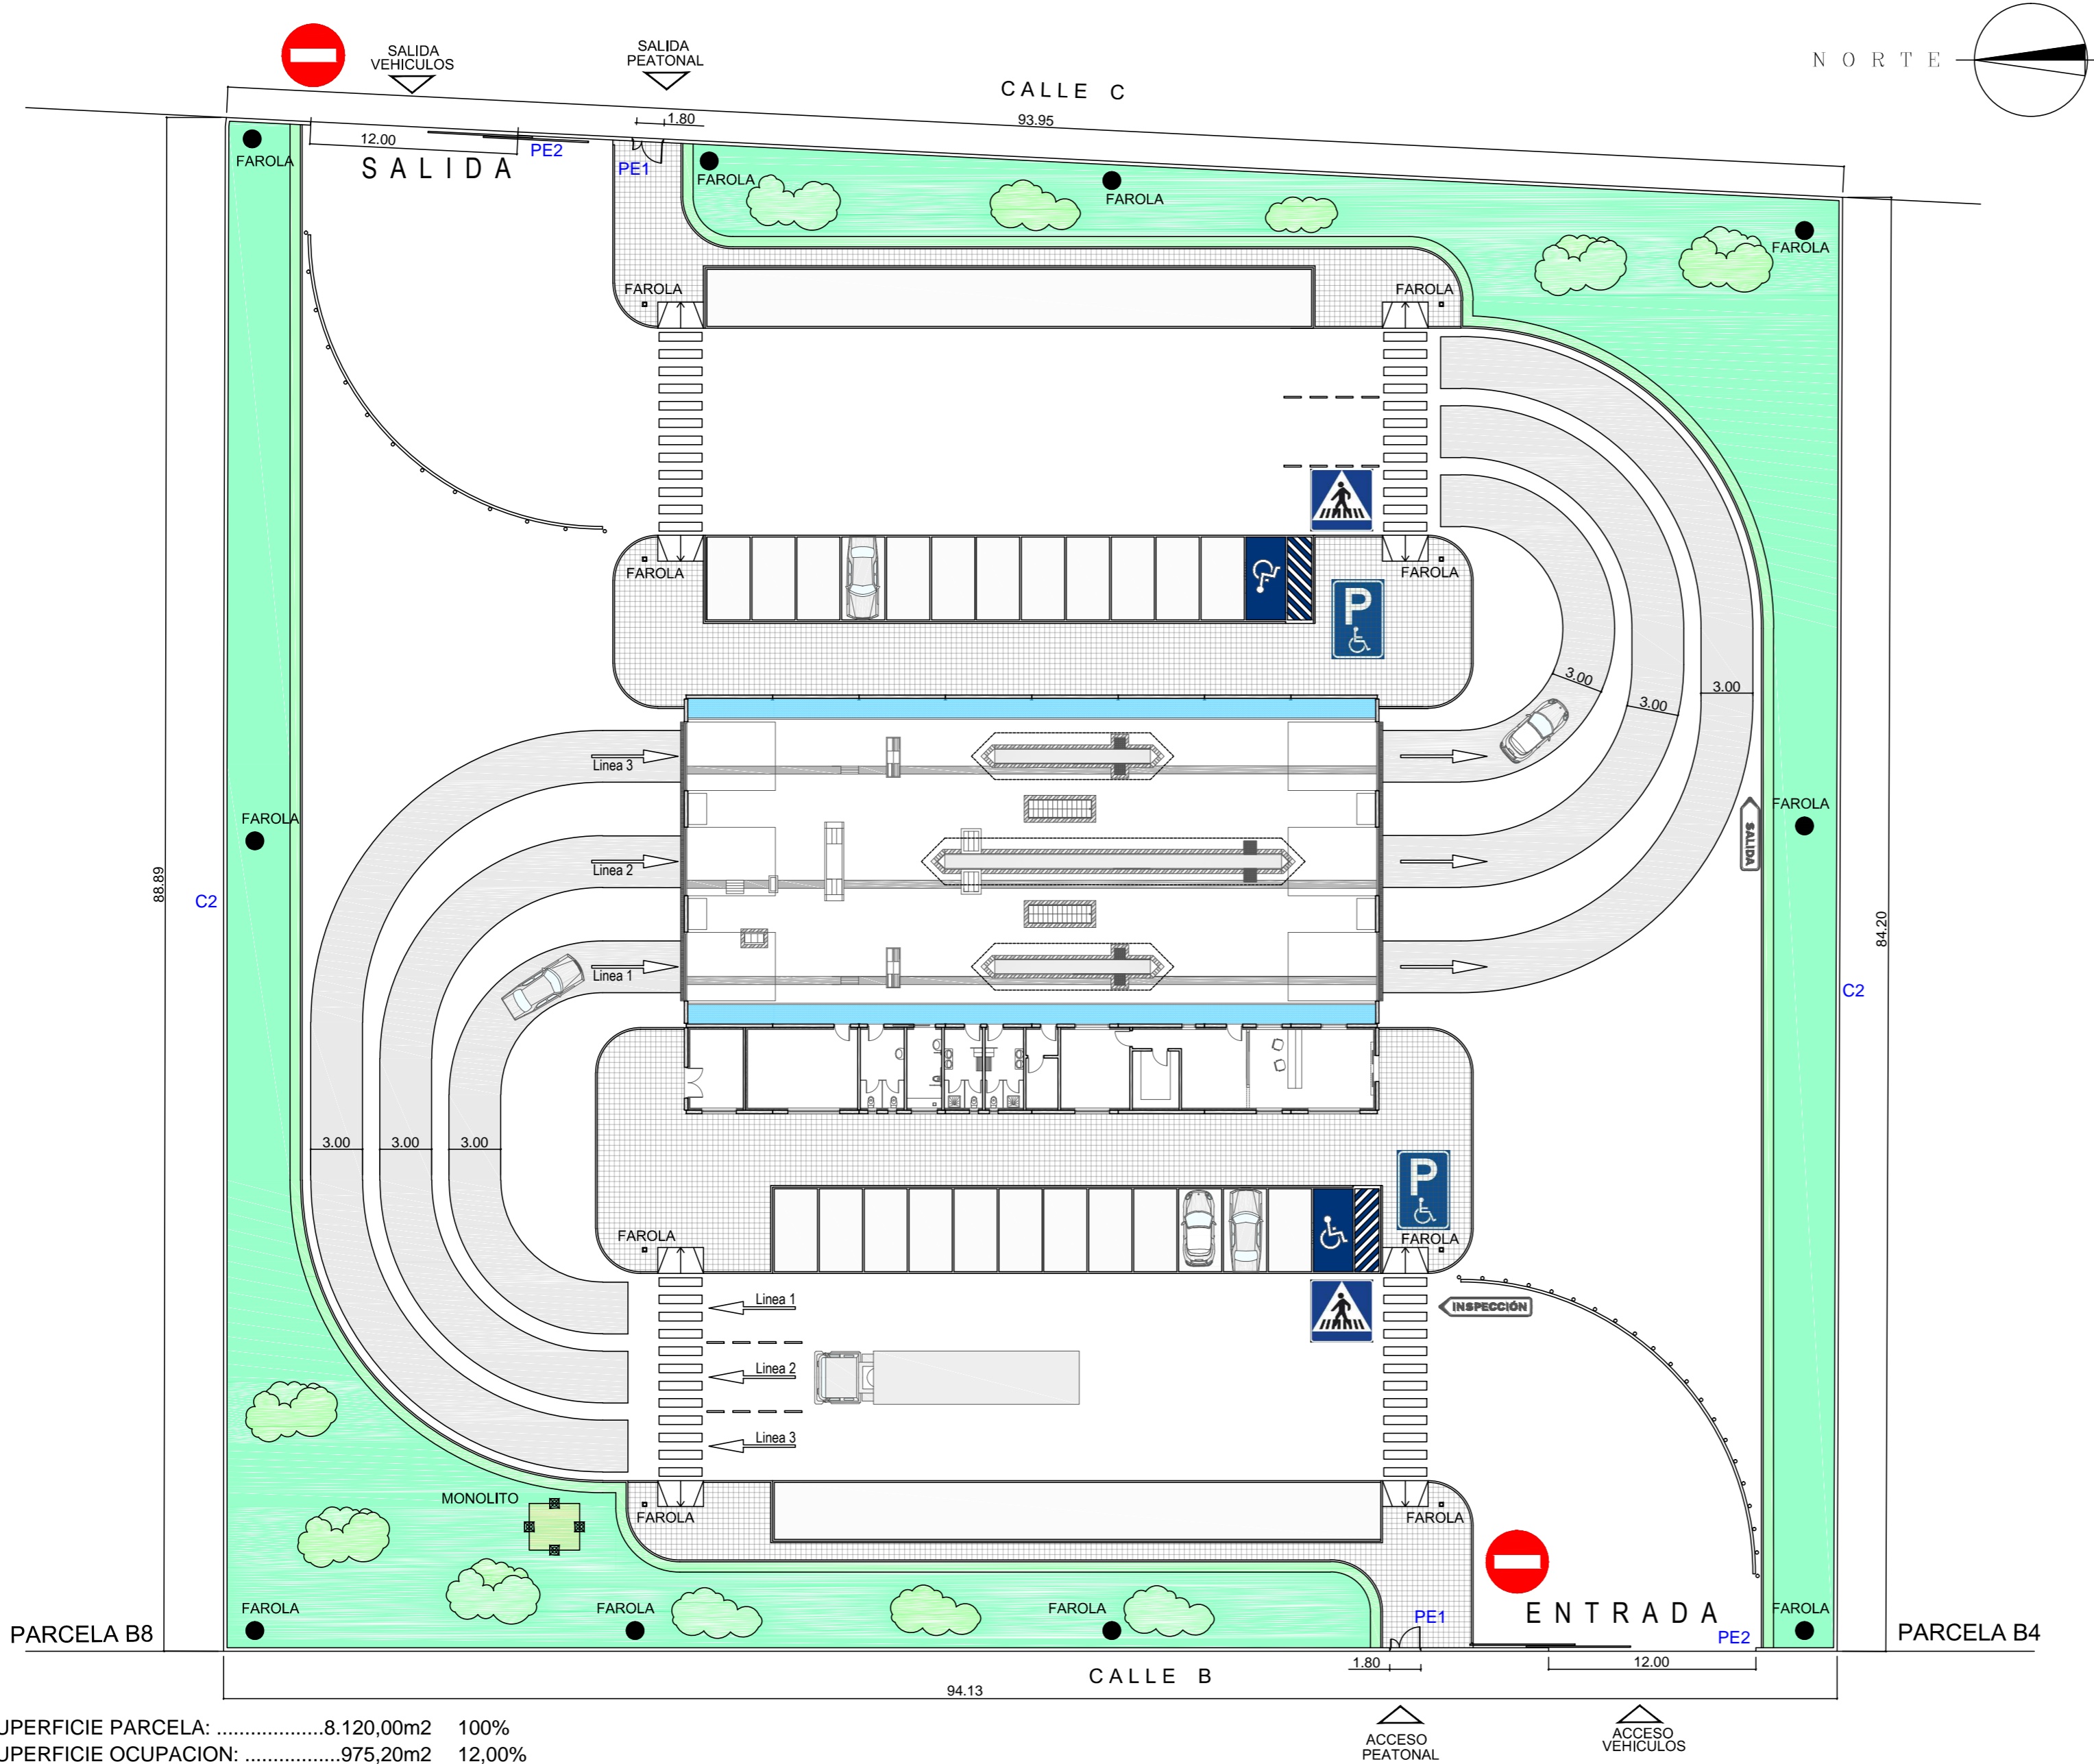 SALIDA
VEHICULOS
SALIDA
PEATONAL
NORTE
CALLE C
93.95
1.80
12.00
PE2
SALIDA
PE1
FAROLA
FAROLA
FAROLA
FAROLA
FAROLA
FAROLA
FAROLA
FAROLA
P
3.00
3.00
3.00
Linea 3
FAROLA
FAROLA
SALIDA
Linea 2
88.89
C2
84.20
Linea 1
C2
3.00
3.00
3.00
P
FAROLA
FAROLA
Linea 1
INSPECCIÓN
Linea 2
Linea 3
MONOLITO
FAROLA
FAROLA
FAROLA
FAROLA
FAROLA
FAROLA
PE1
ENTRADA
PE2
PARCELA B8
PARCELA B4
1.80
12.00
CALLE B
94.13
UPERFICIE PARCELA: ...................8.120,00m2 100%
UPERFICIE OCUPACION: .................975,20m2 12,00%
ACCESO
PEATONAL
ACCESO
VEHICULOS